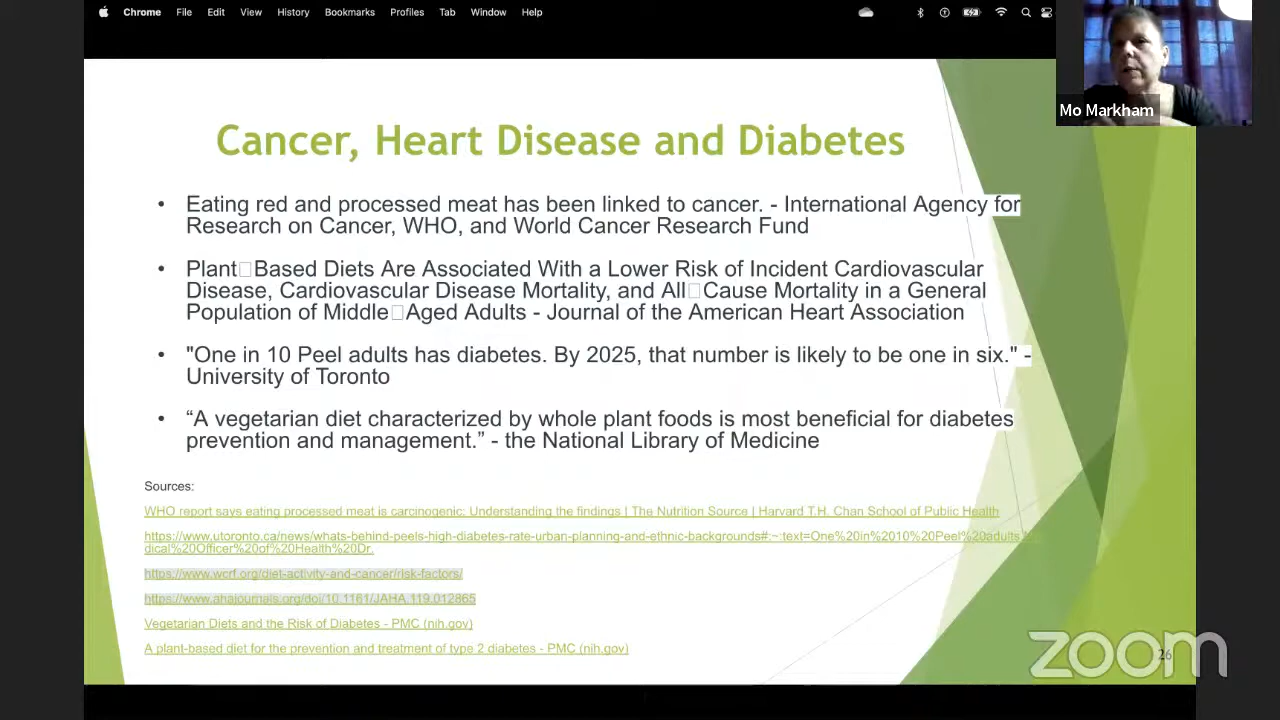 Chrome File Edit View History Bookmarks Profiles Tab Window Help
Mo Markham
Cancer, Heart Disease and Diabetes
• Eating red and processed meat has been linked to cancer. - International Agency for
Research on Cancer, WHO, and World Cancer Research Fund
• Plant□Based Diets Are Associated With a Lower Risk of Incident Cardiovascular
Disease, Cardiovascular Disease Mortality, and All□Cause Mortality in a General
Population of Middle□Aged Adults - Journal of the American Heart Association
• "One in 10 Peel adults has diabetes. By 2025, that number is likely to be one in six." -
University of Toronto
• “A vegetarian diet characterized by whole plant foods is most beneficial for diabetes
prevention and management.” - the National Library of Medicine
Sources:
WHO report says eating processed meat is carcinogenic: Understanding the findings | The Nutrition Source | Harvard T.H. Chan School of Public Health
https://www.utoronto.ca/news/whats-behind-peels-high-diabetes-rate-urban-planning-and-ethnic-backgrounds#:~:text=One%20in%2010%20Peel%20adults
dical%20Officer%20of%20Health%20Dr.
https://www.wcrf.org/diet-activity-and-cancer/risk-factors/
https://www.ahajournals.org/doi/10.1161/JAHA.119.012865
Vegetarian Diets and the Risk of Diabetes - PMC (nih.gov)
A plant-based diet for the prevention and treatment of type 2 diabetes - PMC (nih.gov)
26
zoom